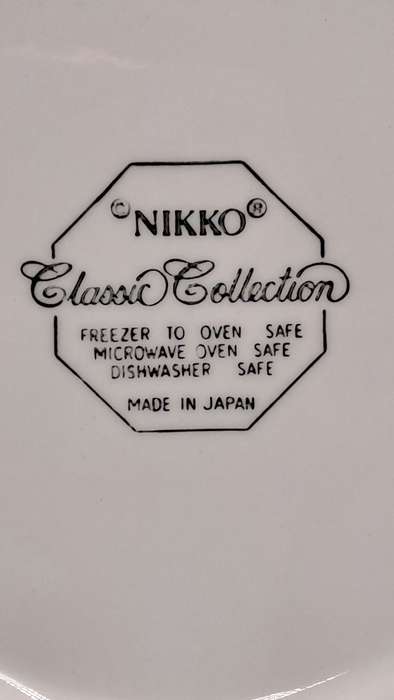 © NIKKO®
Classic Collection
FREEZER TO OVEN SAFE
MICROWAVE OVEN SAFE
DISHWASHER SAFE
MADE IN JAPAN